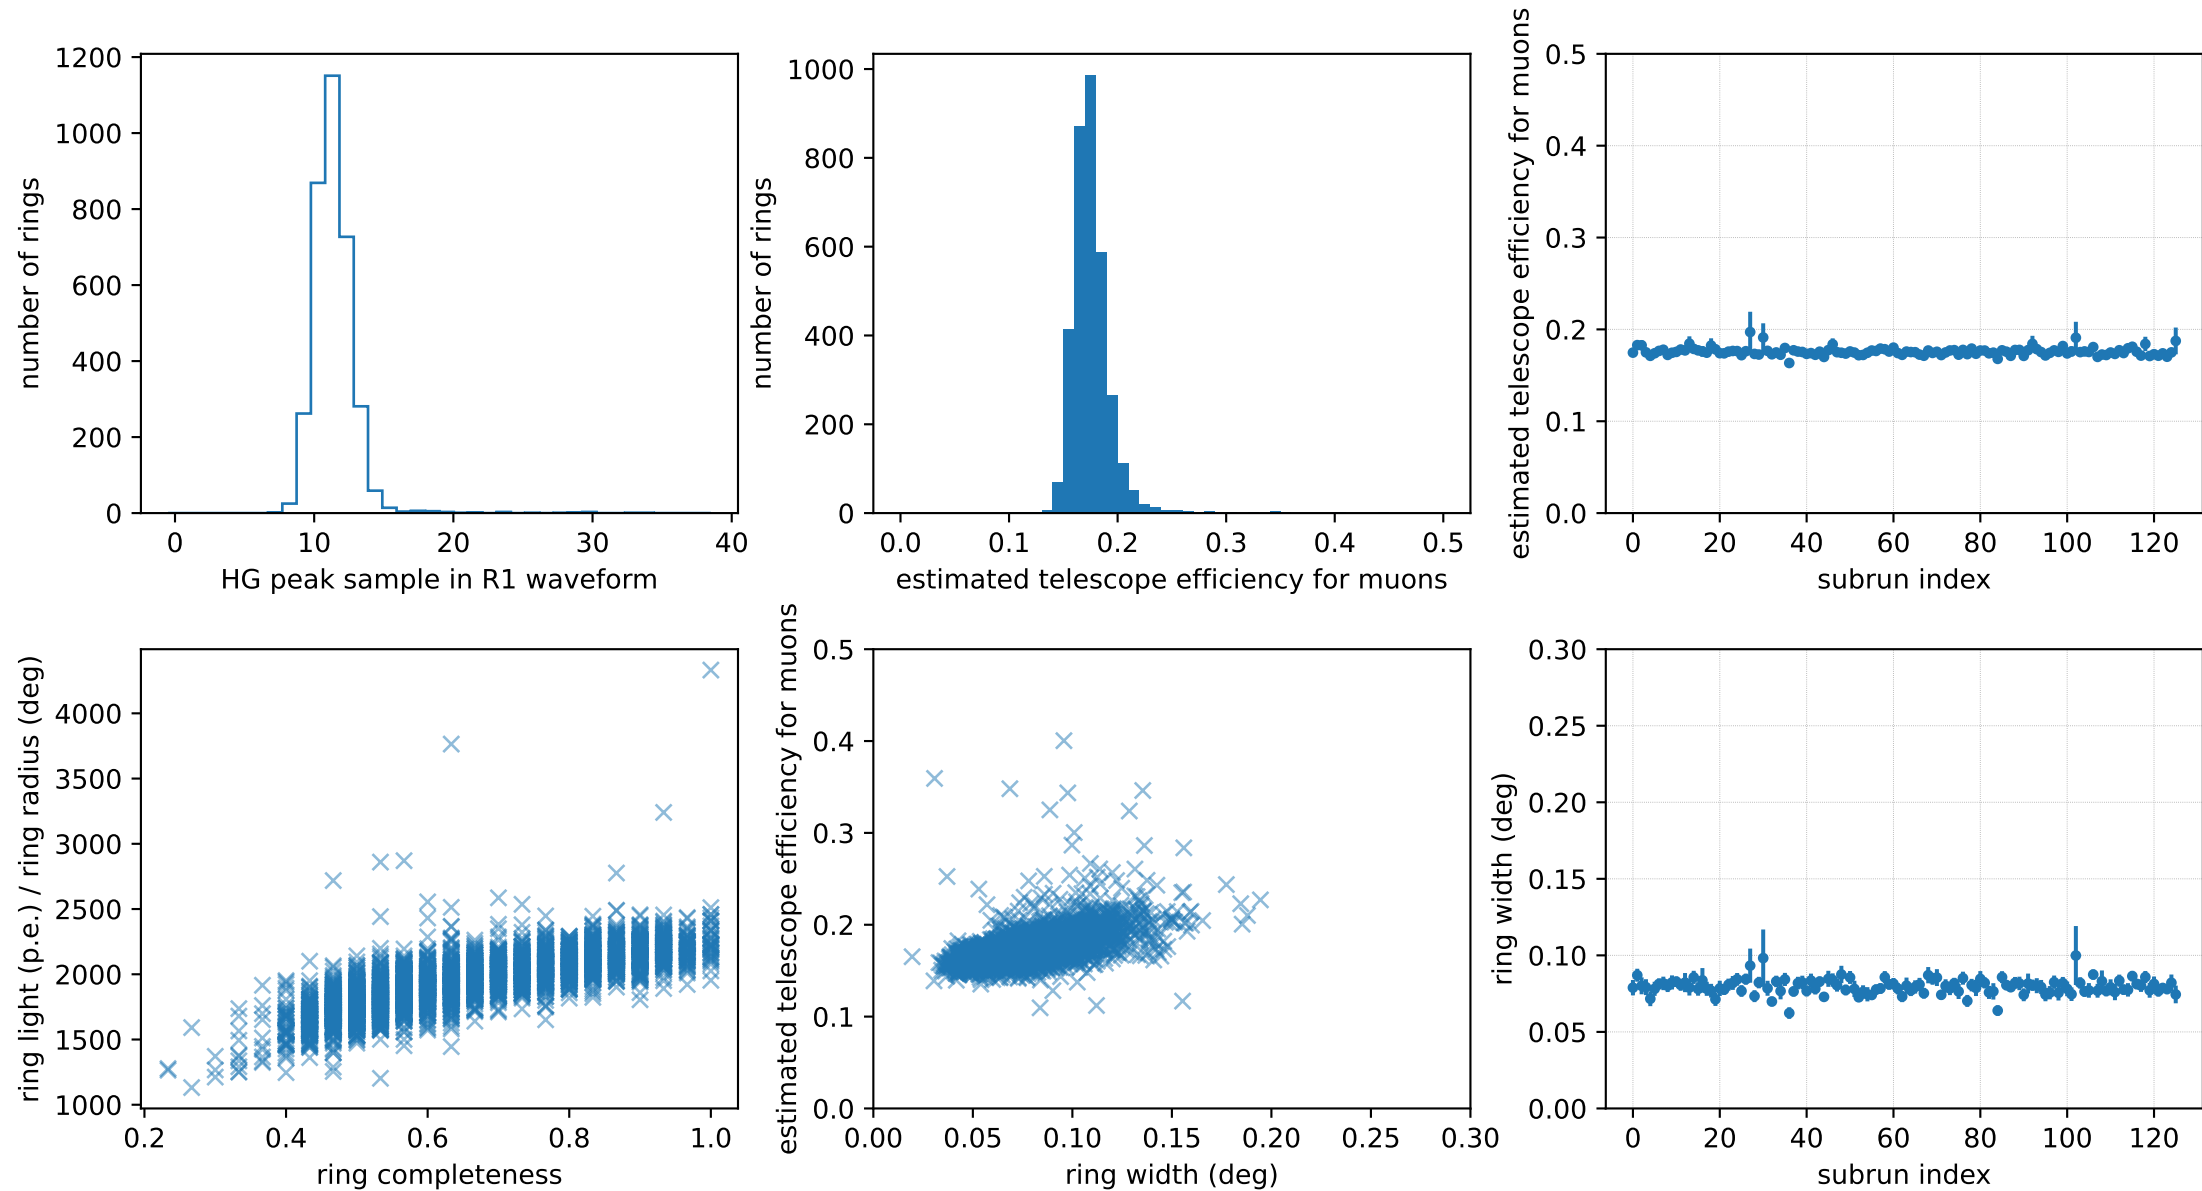 number of rings
1200
1000
800
600
400
200
0
0 10 20 30 40
HG peak sample in R1 waveform
number of rings
1000
800
600
400
200
0
0.0 0.1 0.2 0.3 0.4 0.5
estimated telescope efficiency for muons
estimated telescope efficiency for muons
0.5
0.4
0.3
0.2
0.1
0.0
0 20 40 60 80 100 120
subrun index
ring light (p.e.) / ring radius (deg)
4000
3500
3000
2500
2000
1500
1000
0.2 0.4 0.6 0.8 1.0
ring completeness
estimated telescope efficiency for muons
0.5
0.4
0.3
0.2
0.1
0.0
0.00 0.05 0.10 0.15 0.20 0.25 0.30
ring width (deg)
ring width (deg)
0.30
0.25
0.20
0.15
0.10
0.05
0.00
0 20 40 60 80 100 120
subrun index